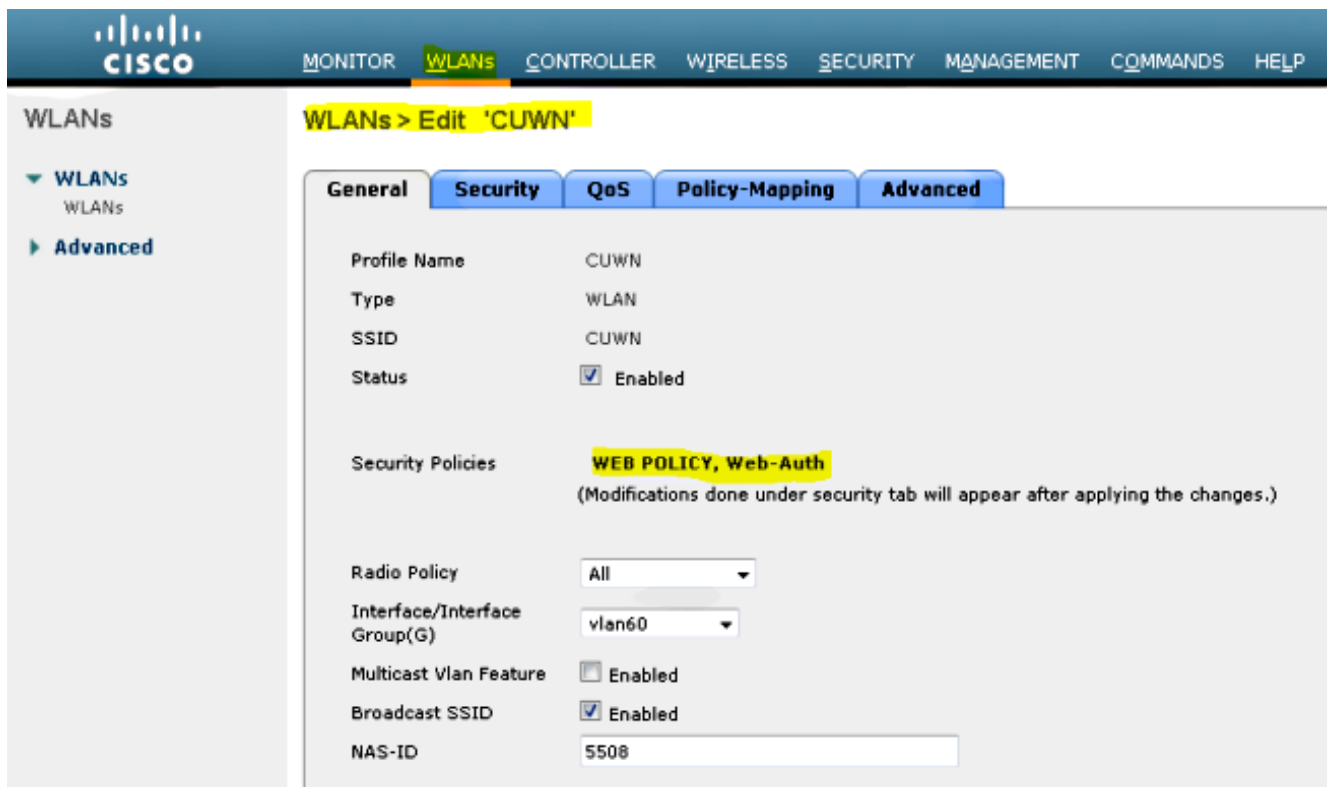 CISCO
MONITOR WLANs CONTROLLER WIRELESS SECURITY MANAGEMENT COMMANDS HELP
WLANs
WLANs
WLANs
Advanced
WLANs > Edit 'CUWN'
General Security QoS Policy-Mapping Advanced
Profile Name CUWN
Type WLAN
SSID CUWN
Status Enabled
Security Policies WEB POLICY, Web-Auth
(Modifications done under security tab will appear after applying the changes.)
Radio Policy All
Interface/Interface
Group(G) vlan60
Multicast Vlan Feature Enabled
Broadcast SSID Enabled
NAS-ID 5508